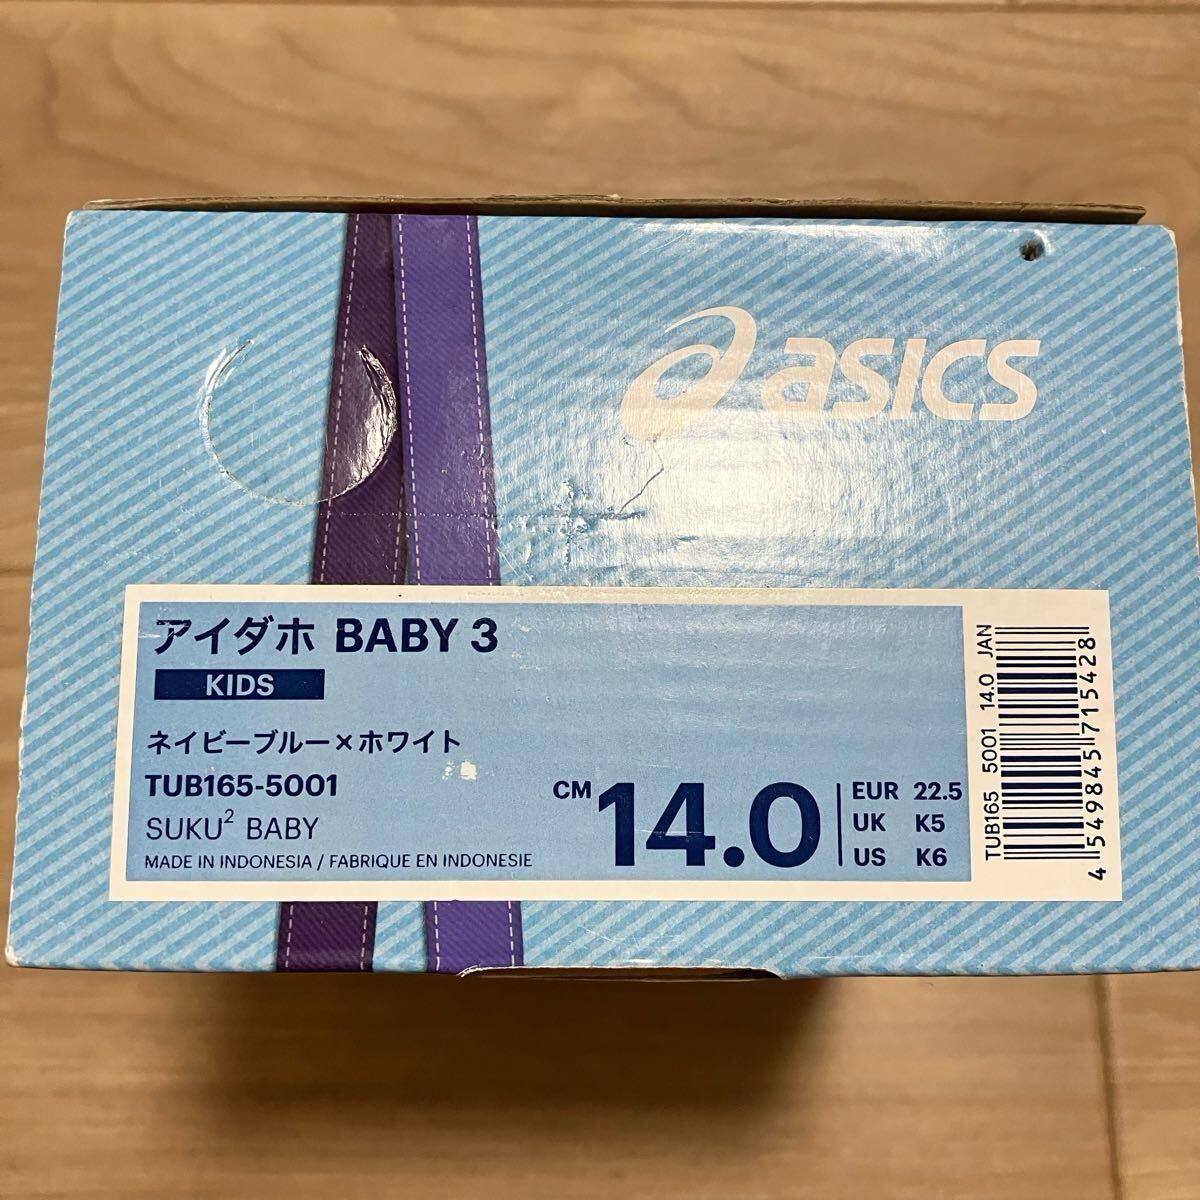 asics
アイダホ BABY 3
KIDS
ネイビーブルー×ホワイト
TUB165-5001
SUKU² BABY
MADE IN INDONESIA / FABRIQUE EN INDONESIE
CM 14.0
EUR 22.5
UK K5
US K6
TUB165 5001 14.0 JAN
4 549845 715428